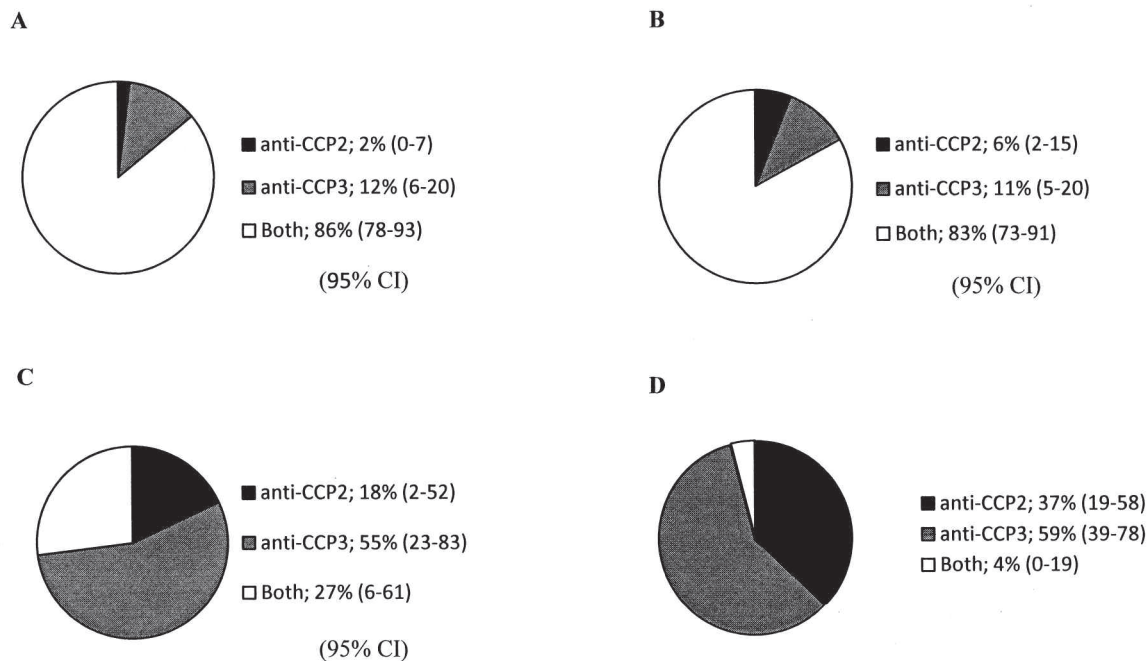 A
anti-CCP2; 2% (0-7)
anti-CCP3; 12% (6-20)
Both; 86% (78-93)
(95% CI)
B
anti-CCP2; 6% (2-15)
anti-CCP3; 11% (5-20)
Both; 83% (73-91)
(95% CI)
C
anti-CCP2; 18% (2-52)
anti-CCP3; 55% (23-83)
Both; 27% (6-61)
(95% CI)
D
anti-CCP2; 37% (19-58)
anti-CCP3; 59% (39-78)
Both; 4% (0-19)